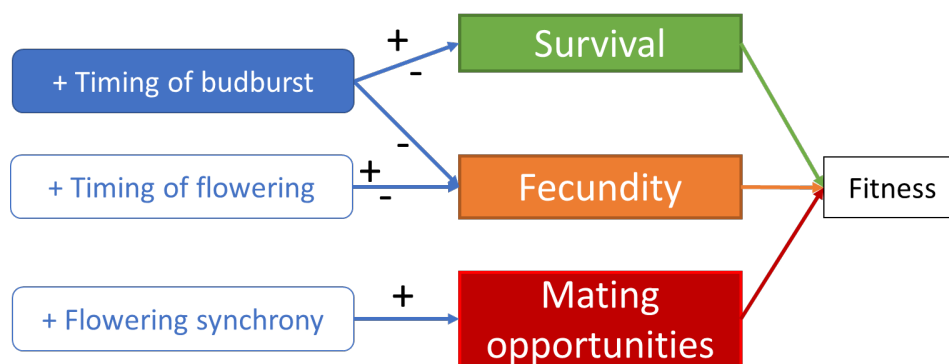 + Timing of budburst
+
-
Survival
-
+ Timing of flowering
+
-
Fecundity
Fitness
+ Flowering synchrony
+
Mating
opportunities